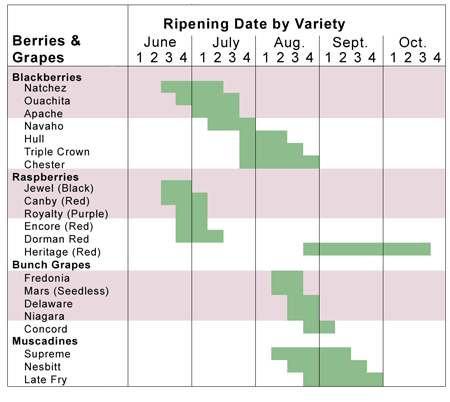 Ripening Date by Variety
Berries & Grapes
June July Aug. Sept. Oct.
1 2 3 4 1 2 3 4 1 2 3 4 1 2 3 4 1 2 3 4
Blackberries
Natchez
Ouachita
Apache
Navaho
Hull
Triple Crown
Chester
Raspberries
Jewel (Black)
Canby (Red)
Royalty (Purple)
Encore (Red)
Dorman Red
Heritage (Red)
Bunch Grapes
Fredonia
Mars (Seedless)
Delaware
Niagara
Concord
Muscadines
Supreme
Nesbitt
Late Fry